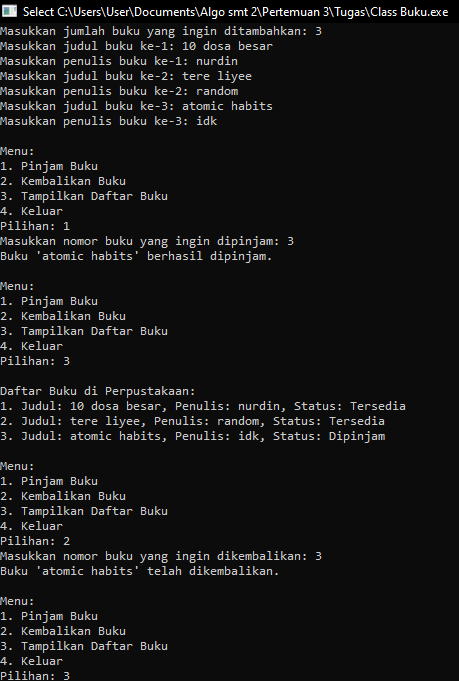 Select C:\Users\User\Documents\Algo smt 2\Pertemuan 3\Tugas\Class Buku.exe
Masukkan jumlah buku yang ingin ditambahkan: 3
Masukkan judul buku ke-1: 10 dosa besar
Masukkan penulis buku ke-1: nurdin
Masukkan judul buku ke-2: tere liyee
Masukkan penulis buku ke-2: random
Masukkan judul buku ke-3: atomic habits
Masukkan penulis buku ke-3: idk

Menu:
1. Pinjam Buku
2. Kembalikan Buku
3. Tampilkan Daftar Buku
4. Keluar
Pilihan: 1
Masukkan nomor buku yang ingin dipinjam: 3
Buku 'atomic habits' berhasil dipinjam.

Menu:
1. Pinjam Buku
2. Kembalikan Buku
3. Tampilkan Daftar Buku
4. Keluar
Pilihan: 3

Daftar Buku di Perpustakaan:
1. Judul: 10 dosa besar, Penulis: nurdin, Status: Tersedia
2. Judul: tere liyee, Penulis: random, Status: Tersedia
3. Judul: atomic habits, Penulis: idk, Status: Dipinjam

Menu:
1. Pinjam Buku
2. Kembalikan Buku
3. Tampilkan Daftar Buku
4. Keluar
Pilihan: 2
Masukkan nomor buku yang ingin dikembalikan: 3
Buku 'atomic habits' telah dikembalikan.

Menu:
1. Pinjam Buku
2. Kembalikan Buku
3. Tampilkan Daftar Buku
4. Keluar
Pilihan: 3